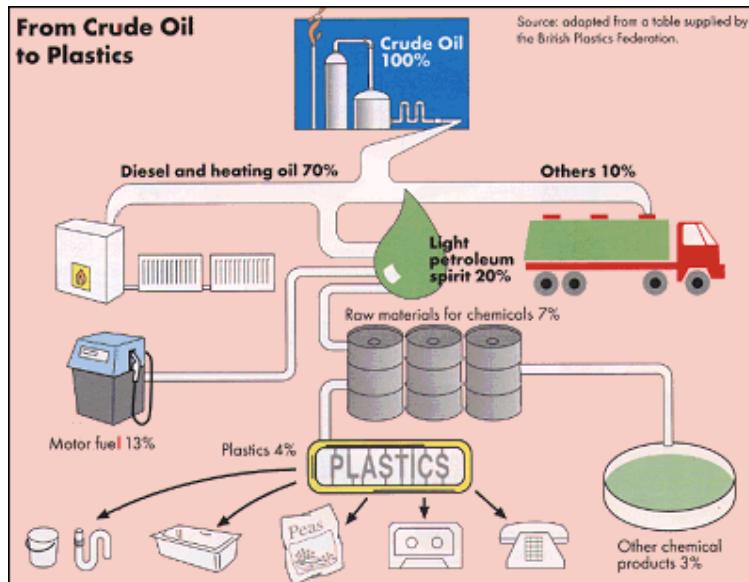 From Crude Oil
to Plastics
Crude Oil
100%
Source: adapted from a table supplied by
the British Plastics Federation.
Diesel and heating oil 70%
Others 10%
Light
petroleum
spirit 20%
Raw materials for chemicals 7%
Motor fuel 13%
Plastics 4%
PLASTICS
Peas
Other chemical
products 3%